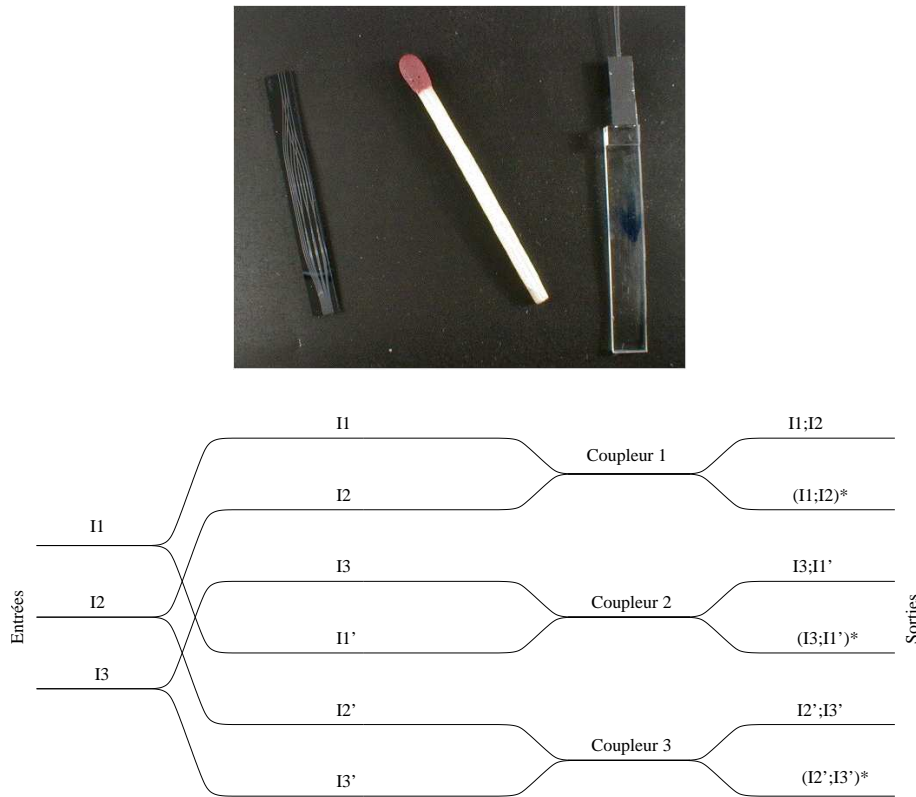 I1
I1;I2
Coupleur 1
I2
(I1;I2)*
I1
I3
I3;I1’
Entrées
I2
Coupleur 2
Sorties
I1’
(I3;I1’)*
I3
I2’
I2’;I3’
Coupleur 3
I3’
(I2’;I3’)*